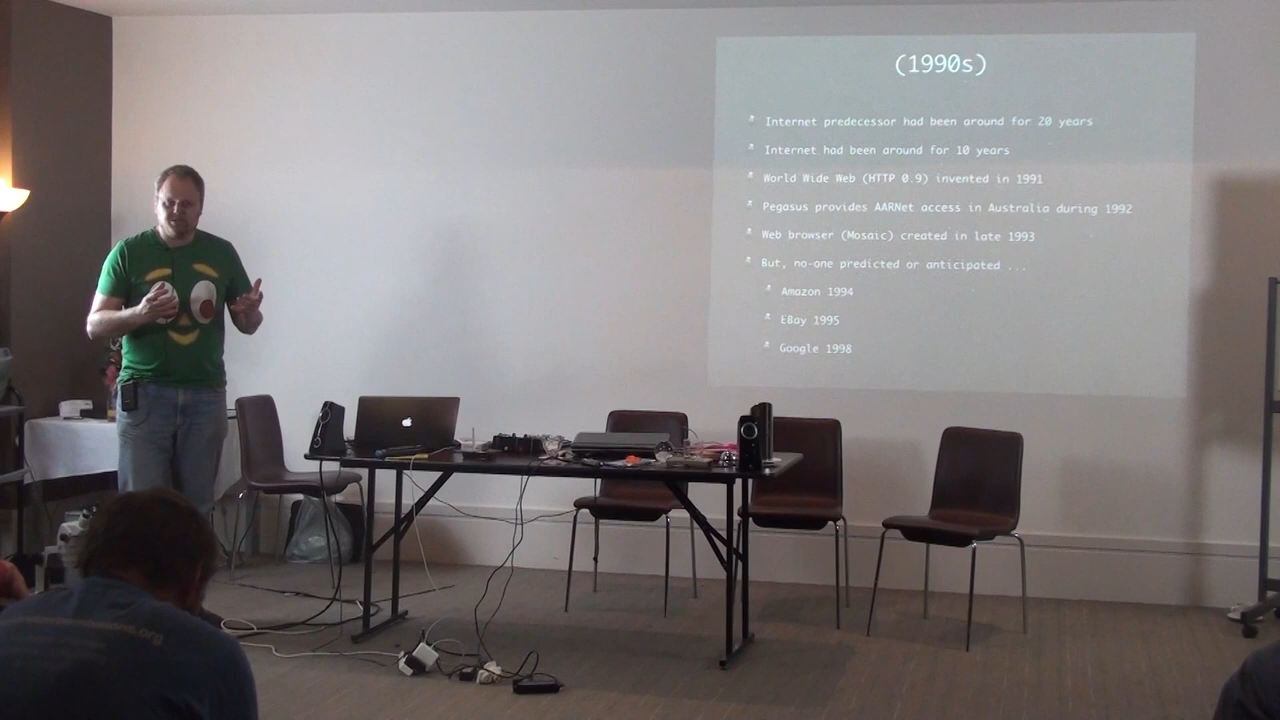 (1990s)
Internet predecessor had been around for 20 years
Internet had been around for 10 years
World Wide Web (HTTP 0.9) invented in 1991
Pegasus provides AARNet access in Australia during 1992
Web browser (Mosaic) created in late 1993
But, no-one predicted or anticipated ...
Amazon 1994
EBay 1995
Google 1998